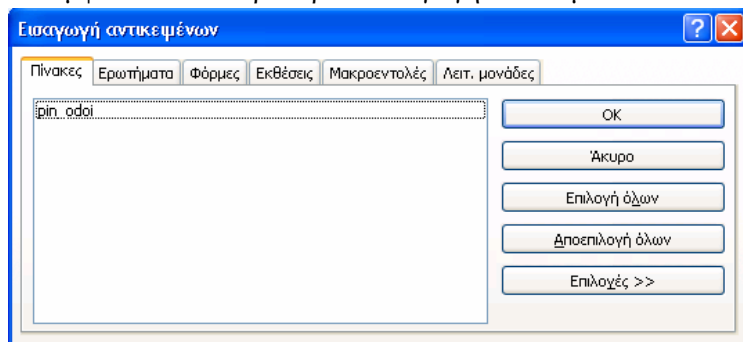 Εισαγωγή αντικειμένων
Πίνακες Ερωτήματα Φόρμες Εκθέσεις Μακροεντολές Λειτ. μονάδες
pin_odoi
OK
Άκυρο
Επιλογή όλων
Αποεπιλογή όλων
Επιλογές >>